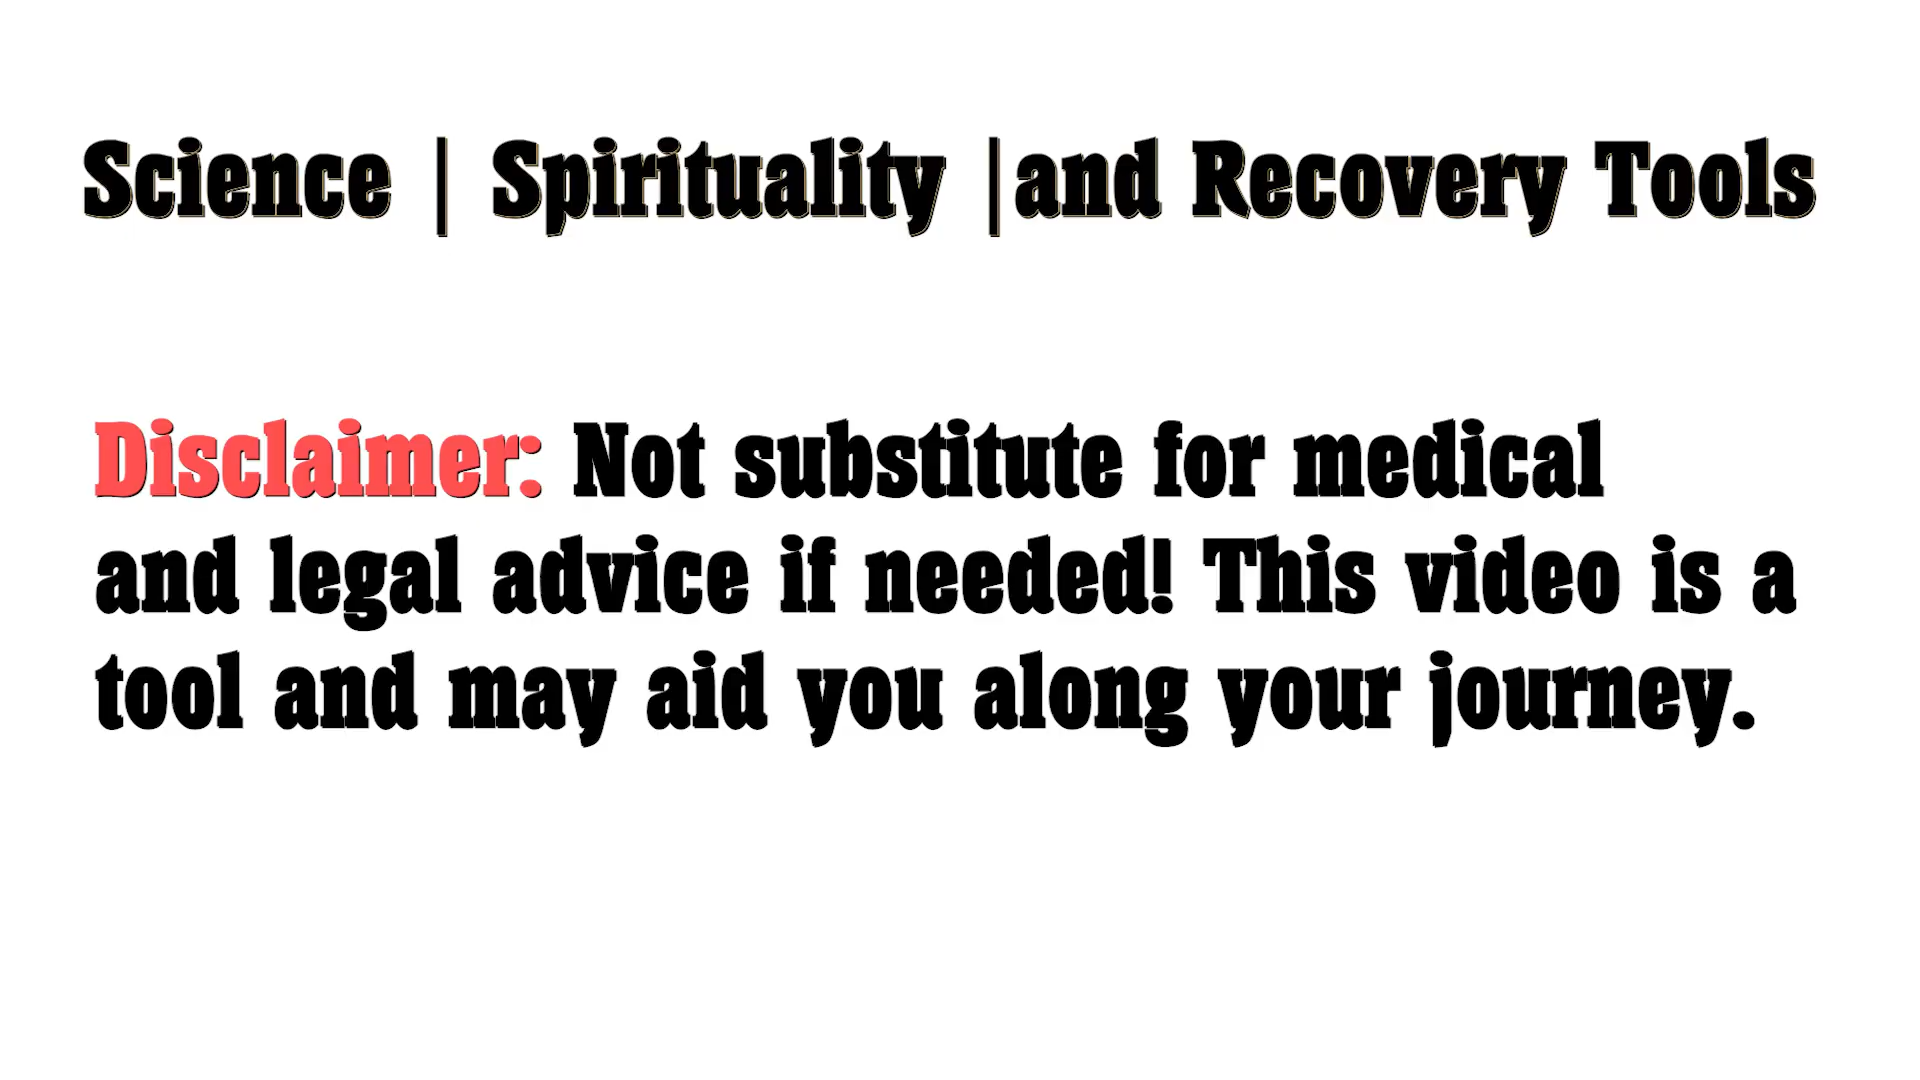 Science | Spirituality |and Recovery Tools
Disclaimer: Not substitute for medical
and legal advice if needed! This video is a
tool and may aid you along your journey.